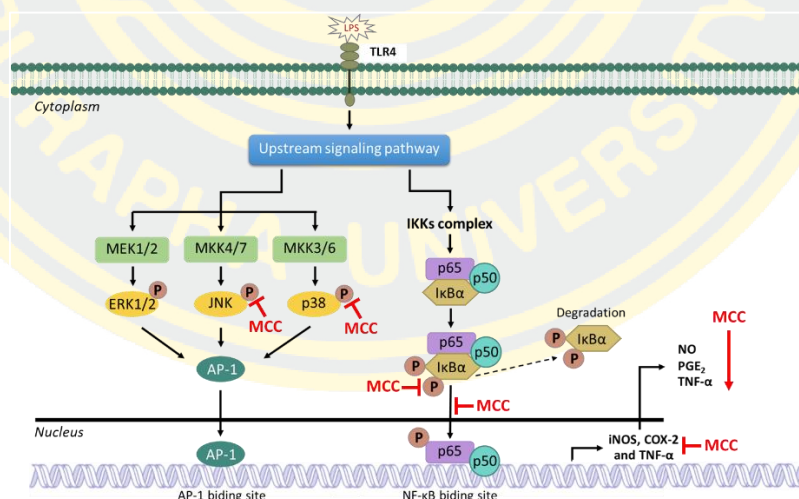 LPS
TLR4
Cytoplasm
Upstream signaling pathway
IKKs complex
MEK1/2
MKK4/7
MKK3/6
p65
p50
IκBα
P
ERK1/2
P
JNK
P
p38
MCC
MCC
Degradation
P
IκBα
P
MCC
p65
p50
P
IκBα
P
MCC
NO
PGE₂
TNF-α
AP-1
MCC
Nucleus
AP-1
P
p65
p50
iNOS, COX-2
and TNF-α
MCC
AP-1 biding site
NF-κB biding site
RAPHA UNIVERSITY